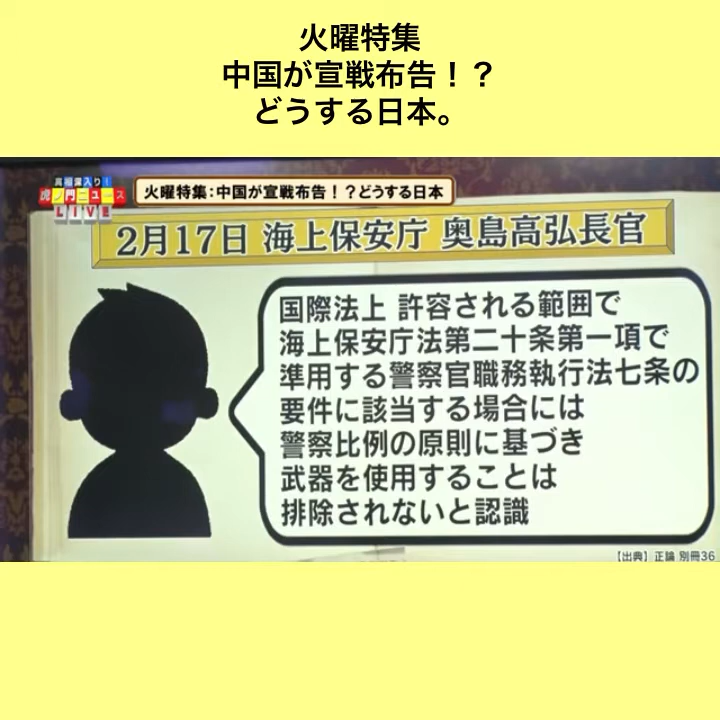 火曜特集
中国が宣戦布告！？
どうする日本。
真相深入り!
虎ノ門ニュース
LIVE
火曜特集:中国が宣戦布告！？どうする日本
2月17日 海上保安庁 奥島高弘長官
国際法上 許容される範囲で
海上保安庁法第二十条第一項で
準用する警察官職務執行法七条の
要件に該当する場合には
警察比例の原則に基づき
武器を使用することは
排除されないと認識
【出典】正論 別冊36